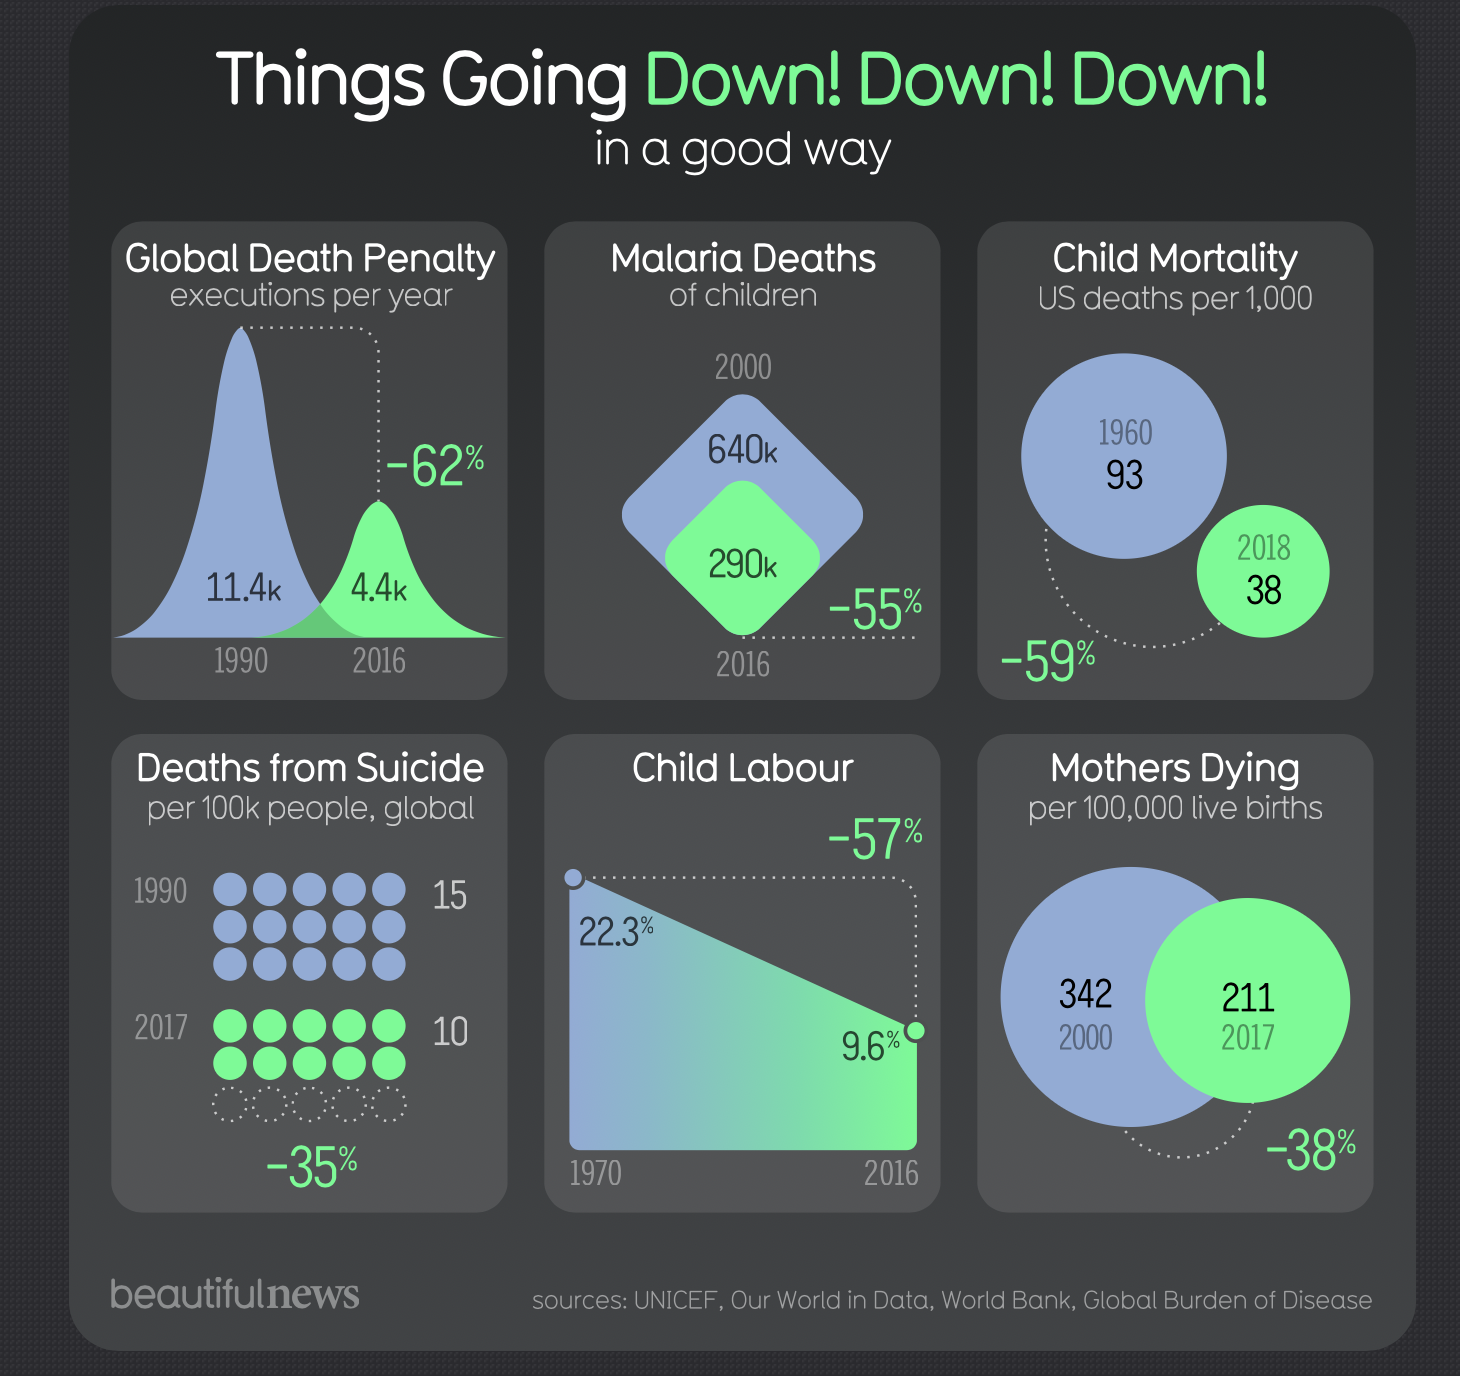 Things Going Down! Down! Down!
in a good way
Global Death Penalty
executions per year
-62%
11.4k
4.4k
1990
2016
Malaria Deaths
of children
2000
640k
290k
-55%
2016
Child Mortality
US deaths per 1,000
1960
93
2018
38
-59%
Deaths from Suicide
per 100k people, global
1990
15
2017
10
-35%
Child Labour
-57%
22.3%
9.6%
1970
2016
Mothers Dying
per 100,000 live births
342
2000
211
2017
-38%
beautifulnews
sources: UNICEF, Our World in Data, World Bank, Global Burden of Disease